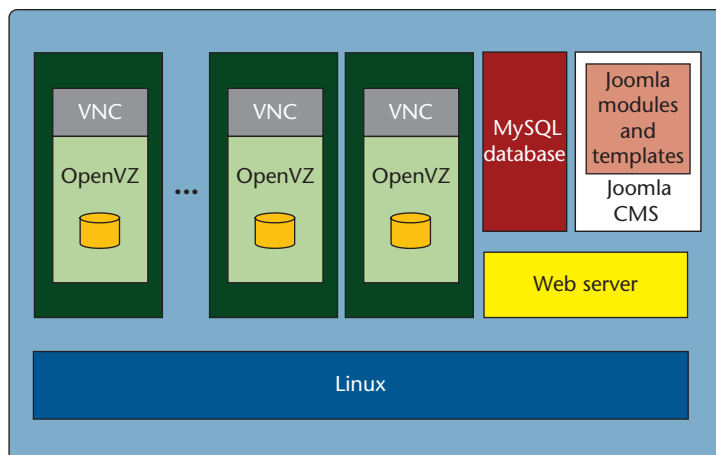 VNC
OpenVZ
...
VNC
OpenVZ
VNC
OpenVZ
MySQL
database
Joomla
modules
and
templates
Joomla
CMS
Web server
Linux